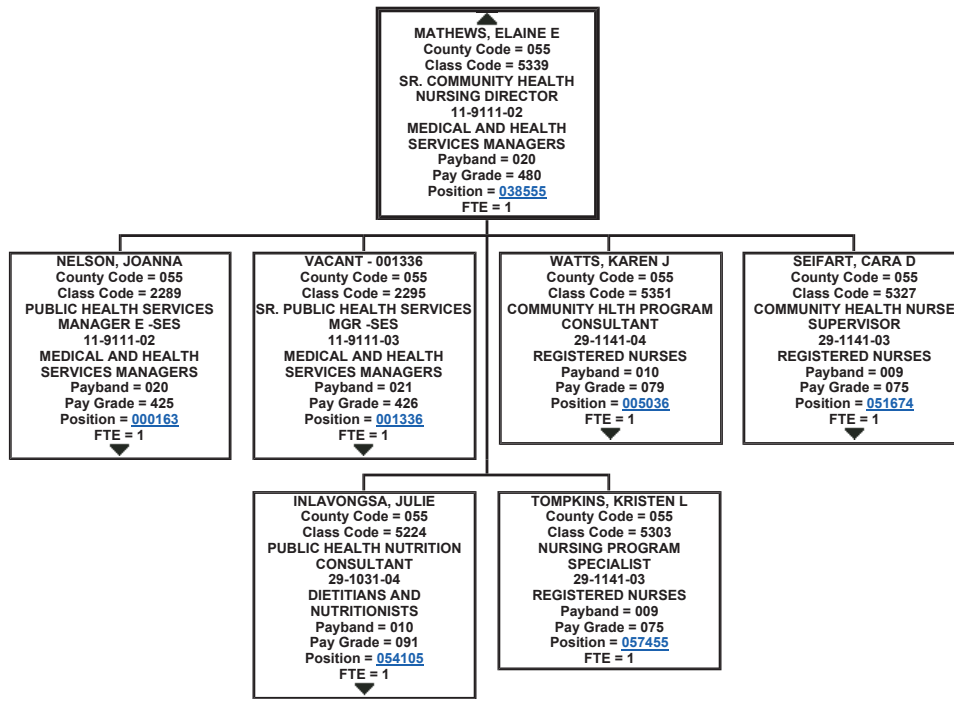 MATHEWS, ELAINE E
County Code = 055
Class Code = 5339
SR. COMMUNITY HEALTH
NURSING DIRECTOR
11-9111-02
MEDICAL AND HEALTH
SERVICES MANAGERS
Payband = 020
Pay Grade = 480
Position = 038555
FTE = 1
NELSON, JOANNA
County Code = 055
Class Code = 2289
PUBLIC HEALTH SERVICES
MANAGER E -SES
11-9111-02
MEDICAL AND HEALTH
SERVICES MANAGERS
Payband = 020
Pay Grade = 425
Position = 000163
FTE = 1
VACANT - 001336
County Code = 055
Class Code = 2295
SR. PUBLIC HEALTH SERVICES
MGR -SES
11-9111-03
MEDICAL AND HEALTH
SERVICES MANAGERS
Payband = 021
Pay Grade = 426
Position = 001336
FTE = 1
WATTS, KAREN J
County Code = 055
Class Code = 5351
COMMUNITY HLTH PROGRAM
CONSULTANT
29-1141-04
REGISTERED NURSES
Payband = 010
Pay Grade = 079
Position = 005036
FTE = 1
SEIFART, CARA D
County Code = 055
Class Code = 5327
COMMUNITY HEALTH NURSE
SUPERVISOR
29-1141-03
REGISTERED NURSES
Payband = 009
Pay Grade = 075
Position = 051674
FTE = 1
INLAVONGSA, JULIE
County Code = 055
Class Code = 5224
PUBLIC HEALTH NUTRITION
CONSULTANT
29-1031-04
DIETITIANS AND
NUTRITIONISTS
Payband = 010
Pay Grade = 091
Position = 054105
FTE = 1
TOMPKINS, KRISTEN L
County Code = 055
Class Code = 5303
NURSING PROGRAM
SPECIALIST
29-1141-03
REGISTERED NURSES
Payband = 009
Pay Grade = 075
Position = 057455
FTE = 1